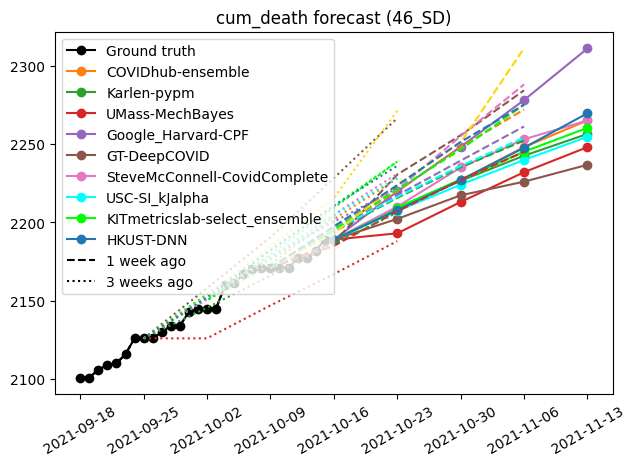 cum_death forecast (46_SD)
2300
2250
2200
2150
2100
Ground truth
COVIDhub-ensemble
Karlen-pypm
UMass-MechBayes
Google_Harvard-CPF
GT-DeepCOVID
SteveMcConnell-CovidComplete
USC-SI_kJalpha
KITmetricslab-select_ensemble
HKUST-DNN
1 week ago
3 weeks ago
2021-09-18
2021-09-25
2021-10-02
2021-10-09
2021-10-16
2021-10-23
2021-10-30
2021-11-06
2021-11-13